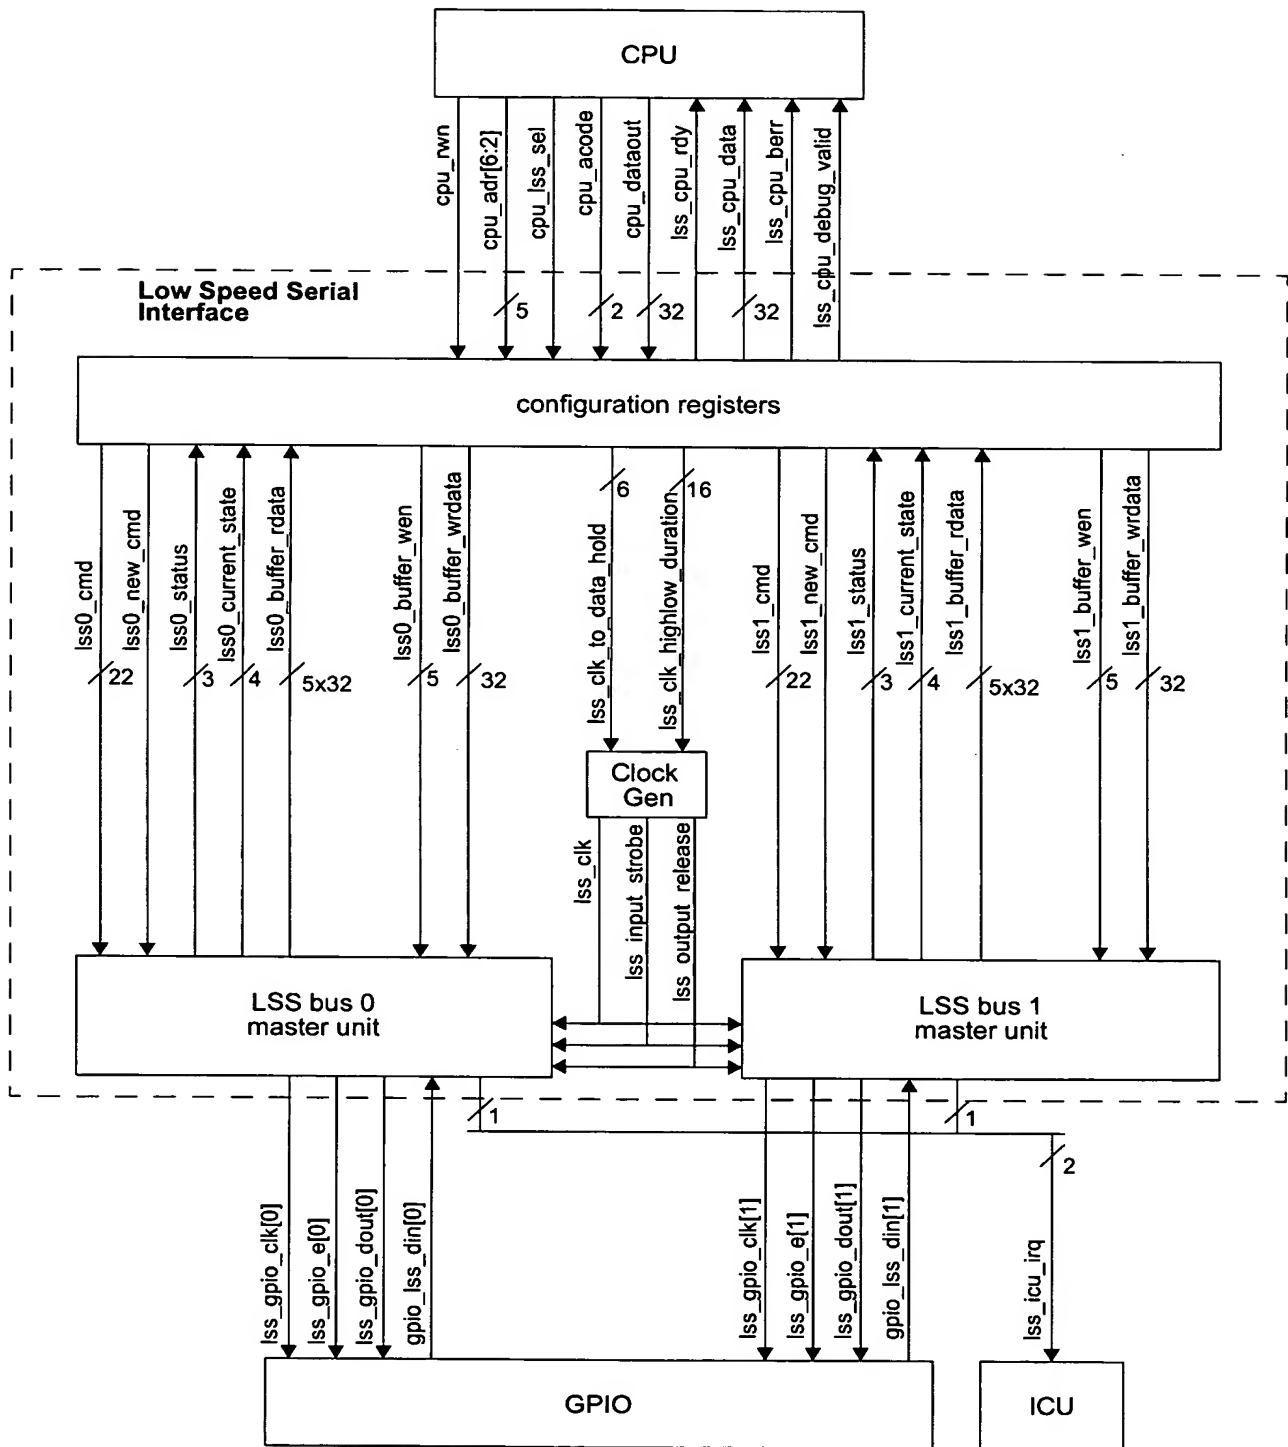 CPU
cpu_rwn
cpu_adr[6:2]
cpu_lss_sel
cpu_acode
cpu_dataout
lss_cpu_rdy
lss_cpu_data
lss_cpu_berr
lss_cpu_debug_valid
Low Speed Serial
Interface
5
2
32
32
configuration registers
lss0_cmd
lss0_new_cmd
lss0_status
lss0_current_state
lss0_buffer_rdata
lss0_buffer_wen
lss0_buffer_wrdata
lss_clk_to_data_hold
lss_clk_highlow_duration
lss1_cmd
lss1_new_cmd
lss1_status
lss1_current_state
lss1_buffer_rdata
lss1_buffer_wen
lss1_buffer_wrdata
6
16
22
3
4
5x32
5
32
22
3
4
5x32
5
32
Clock
Gen
lss_clk
lss_input_strobe
lss_output_release
LSS bus 0
master unit
LSS bus 1
master unit
1
1
2
lss_gpio_clk[0]
lss_gpio_e[0]
lss_gpio_dout[0]
gpio_lss_din[0]
lss_gpio_clk[1]
lss_gpio_e[1]
lss_gpio_dout[1]
gpio_lss_din[1]
lss_icu_irq
GPIO
ICU